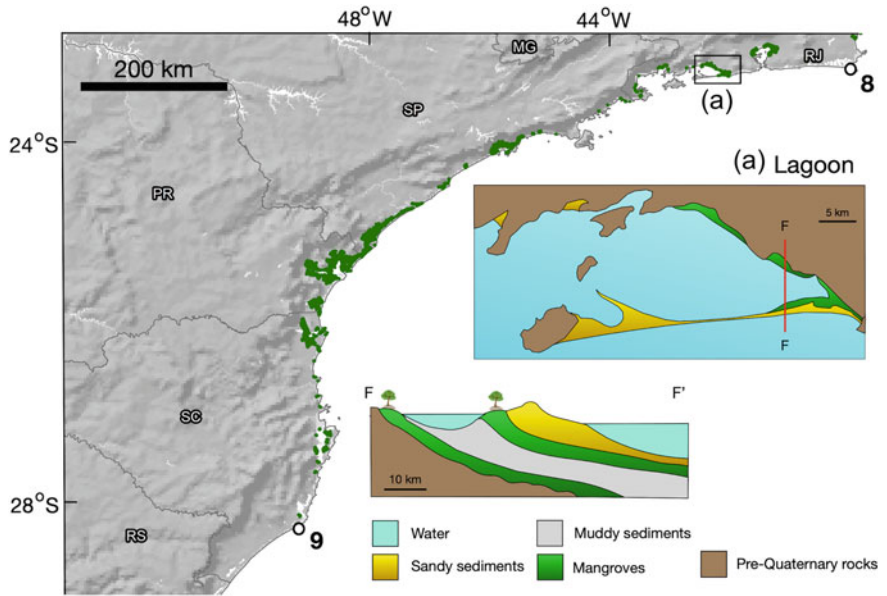 48°W
44°W
MG
RJ
200 km
8
(a)
SP
24°S
(a) Lagoon
PR
5 km
F
F
SC
F
F'
10 km
28°S
9
RS
Water
Muddy sediments
Sandy sediments
Mangroves
Pre-Quaternary rocks